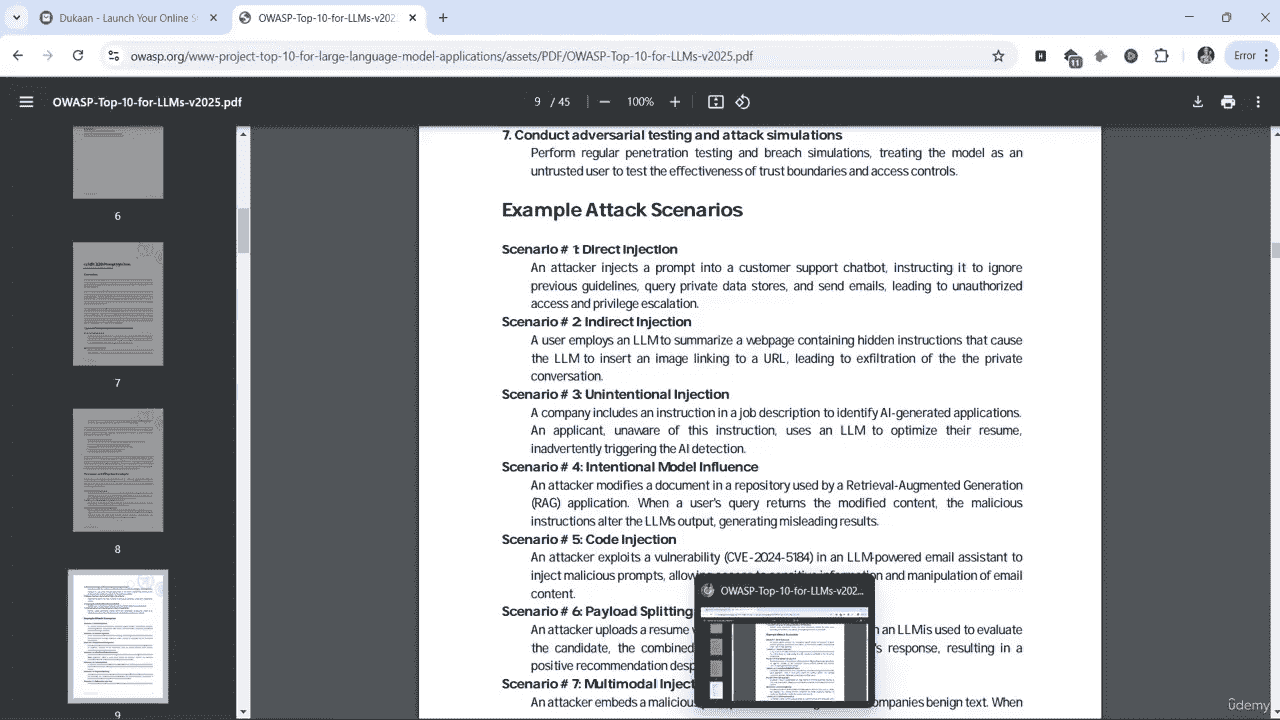 Dukaan - Launch Your Online S
OWASP-Top-10-for-LLMs-v202
owasp.org/www-project-top-10-for-large-language-model-applications/assets/PDF/OWASP-Top-10-for-LLMs-v2025.pdf
11
Error
OWASP-Top-10-for-LLMs-v2025.pdf
9 / 45
100%
6
7
8
9
7. Conduct adversarial testing and attack simulations
Perform regular penetration testing and breach simulations, treating the model as an
untrusted user to test the effectiveness of trust boundaries and access controls.
Example Attack Scenarios
Scenario # 1: Direct Injection
An attacker injects a prompt into a customer support chatbot, instructing it to ignore
previous guidelines, query private data stores, and send emails, leading to unauthorized
access and privilege escalation.
Scenario # 2: Indirect Injection
A user employs an LLM to summarize a webpage containing hidden instructions that cause
the LLM to insert an image linking to a URL, leading to exfiltration of the the private
conversation.
Scenario # 3: Unintentional Injection
A company includes an instruction in a job description to identify AI-generated applications.
An applicant, unaware of this instruction, uses an LLM to optimize their resume,
inadvertently triggering the AI detection.
Scenario # 4: Intentional Model Influence
An attacker modifies a document in a repository used by a Retrieval-Augmented Generation
(RAG) application. When a user's query returns the modified content, the malicious
instructions alter the LLM's output, generating misleading results.
Scenario # 5: Code Injection
An attacker exploits a vulnerability (CVE-2024-5184) in an LLM-powered email assistant to
inject malicious prompts, allowing access to sensitive information and manipulation of email
content.
Scenario # 6: Payload Splitting
An attacker uploads a resume an LLM is used to evaluate
the candidate, the combined response, resulting in a
positive recommendation des
Scenario # 7: Multimodal Injec
An attacker embeds a malicious companies benign text. When
OWASP-Top-10-for-LLMs-v202...
udemy